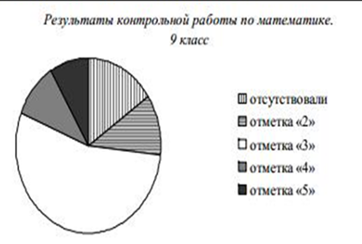 Результаты контрольной работы по математике.
9 класс
отсутствовали
отметка «2»
отметка «3»
отметка «4»
отметка «5»